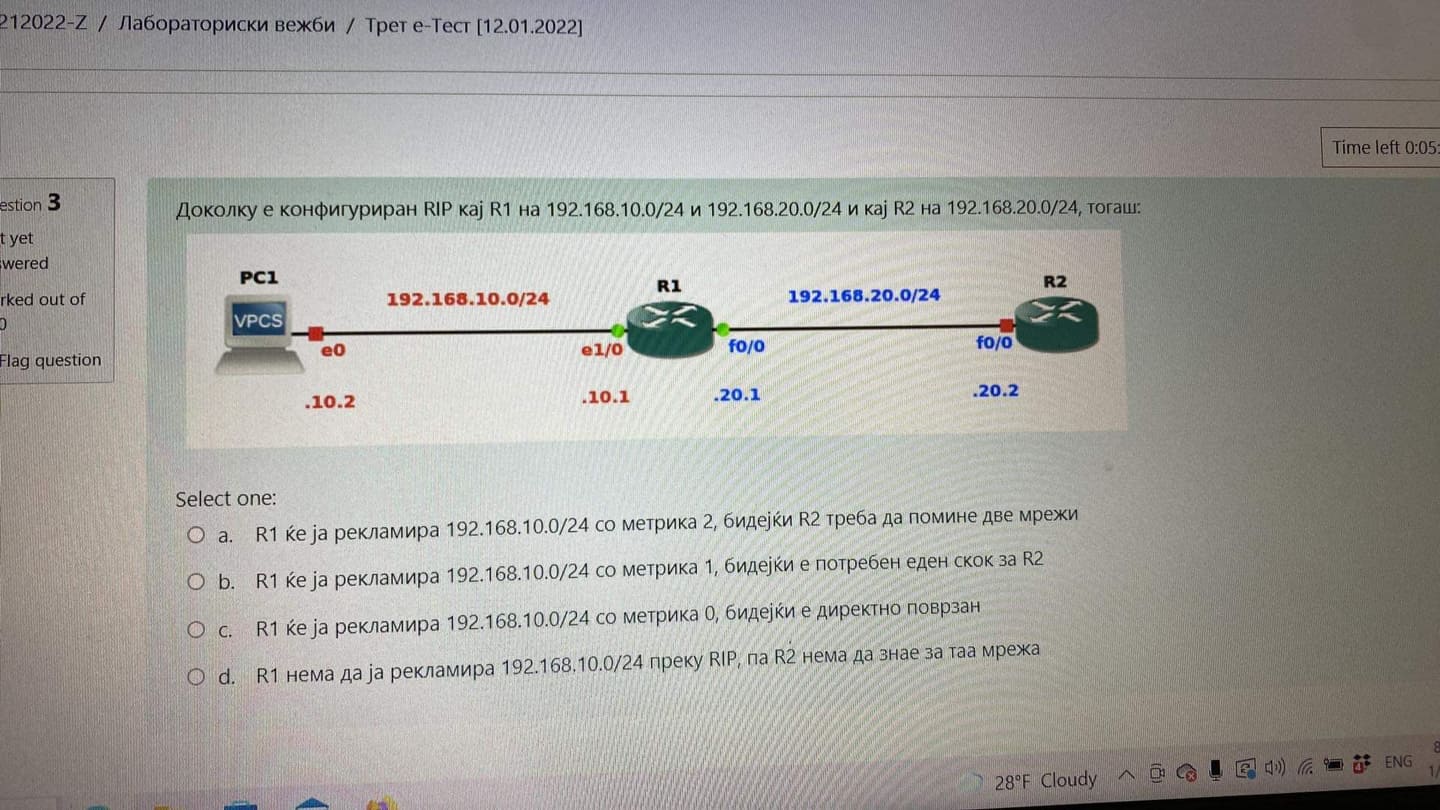 212022-Z / Лабораториски вежби / Трет е-Тест [12.01.2022]
Time left 0:05:
estion 3
t yet
swered
rked out of
0
Flag question
Доколку е конфигуриран RIP кај R1 на 192.168.10.0/24 и 192.168.20.0/24 и кај R2 на 192.168.20.0/24, тогаш:
PC1
R1
R2
192.168.10.0/24
192.168.20.0/24
VPCS
e0
e1/0
f0/0
f0/0
.10.2
.10.1
.20.1
.20.2
Select one:
a. R1 ќе ја рекламира 192.168.10.0/24 со метрика 2, бидејќи R2 треба да помине две мрежи
b. R1 ќе ја рекламира 192.168.10.0/24 со метрика 1, бидејќи е потребен еден скок за R2
c. R1 ќе ја рекламира 192.168.10.0/24 со метрика 0, бидејќи е директно поврзан
d. R1 нема да ја рекламира 192.168.10.0/24 преку RIP, па R2 нема да знае за таа мрежа
28°F Cloudy
ENG
8
1/